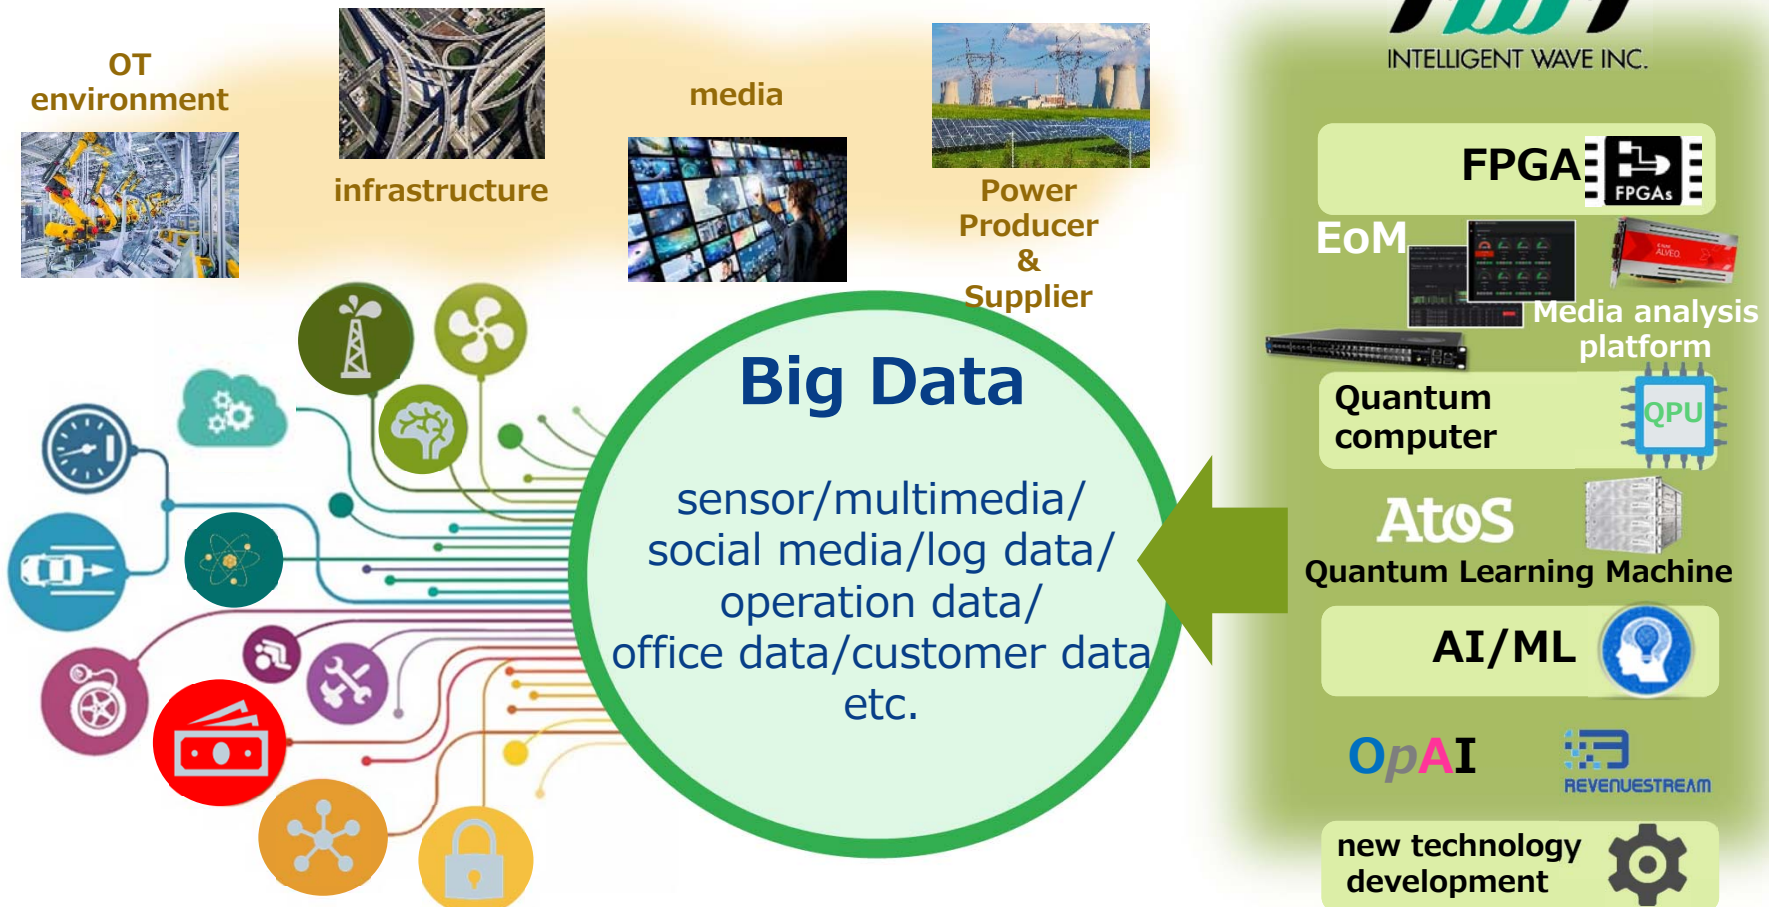 OT
environment
infrastructure
media
Power
Producer
&
Supplier
Big Data
sensor/multimedia/
social media/log data/
operation data/
office data/customer data
etc.
INTELLIGENT WAVE INC.
FPGA
FPGAs
EoM
ALVEO
Media analysis
platform
Quantum
computer
QPU
Atos
Quantum Learning Machine
AI/ML
OpAI
REVENUESTREAM
new technology
development